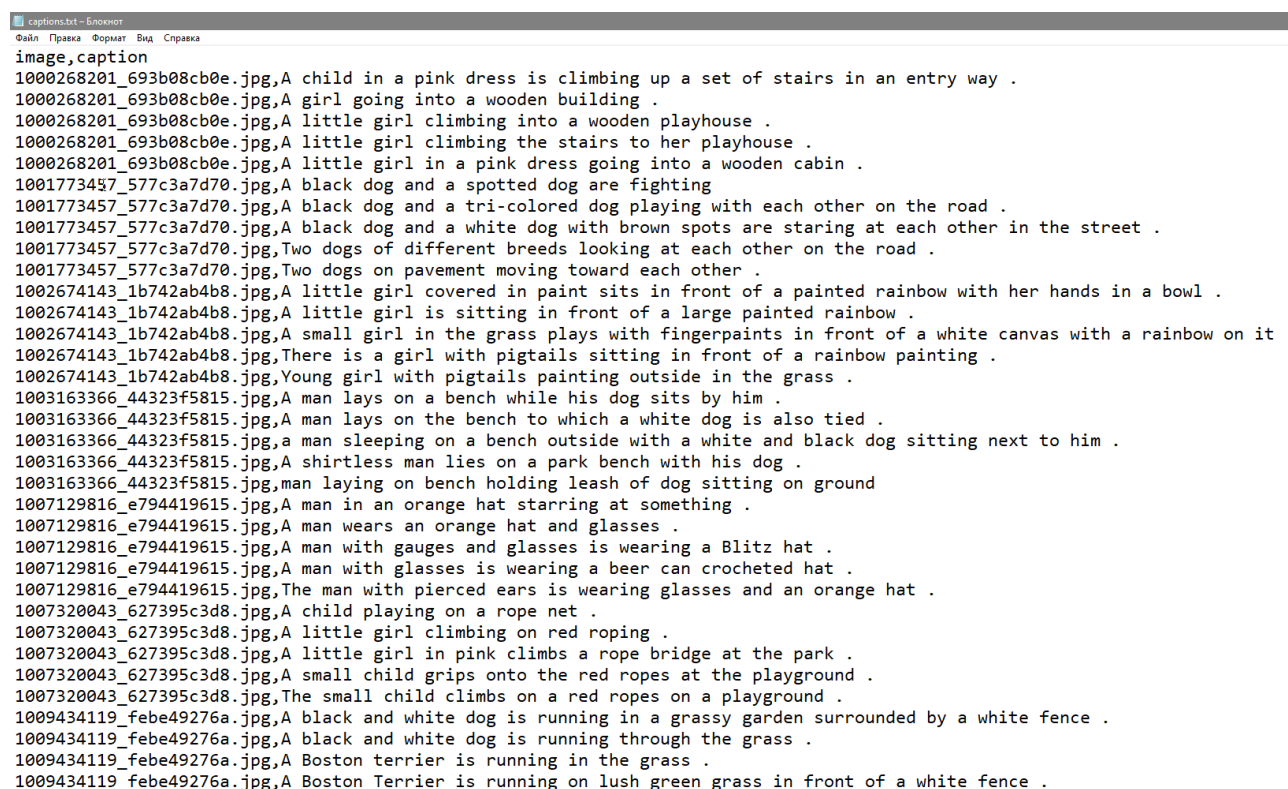 captions.txt – Блокнот
Файл Правка Формат Вид Справка
image,caption
1000268201_693b08cb0e.jpg,A child in a pink dress is climbing up a set of stairs in an entry way .
1000268201_693b08cb0e.jpg,A girl going into a wooden building .
1000268201_693b08cb0e.jpg,A little girl climbing into a wooden playhouse .
1000268201_693b08cb0e.jpg,A little girl climbing the stairs to her playhouse .
1000268201_693b08cb0e.jpg,A little girl in a pink dress going into a wooden cabin .
1001773457_577c3a7d70.jpg,A black dog and a spotted dog are fighting
1001773457_577c3a7d70.jpg,A black dog and a tri-colored dog playing with each other on the road .
1001773457_577c3a7d70.jpg,A black dog and a white dog with brown spots are staring at each other in the street .
1001773457_577c3a7d70.jpg,Two dogs of different breeds looking at each other on the road .
1001773457_577c3a7d70.jpg,Two dogs on pavement moving toward each other .
1002674143_1b742ab4b8.jpg,A little girl covered in paint sits in front of a painted rainbow with her hands in a bowl .
1002674143_1b742ab4b8.jpg,A little girl is sitting in front of a large painted rainbow .
1002674143_1b742ab4b8.jpg,A small girl in the grass plays with fingerpaints in front of a white canvas with a rainbow on it
1002674143_1b742ab4b8.jpg,There is a girl with pigtails sitting in front of a rainbow painting .
1002674143_1b742ab4b8.jpg,Young girl with pigtails painting outside in the grass .
1003163366_44323f5815.jpg,A man lays on a bench while his dog sits by him .
1003163366_44323f5815.jpg,A man lays on the bench to which a white dog is also tied .
1003163366_44323f5815.jpg,a man sleeping on a bench outside with a white and black dog sitting next to him .
1003163366_44323f5815.jpg,A shirtless man lies on a park bench with his dog .
1003163366_44323f5815.jpg,man laying on bench holding leash of dog sitting on ground
1007129816_e794419615.jpg,A man in an orange hat starring at something .
1007129816_e794419615.jpg,A man wears an orange hat and glasses .
1007129816_e794419615.jpg,A man with gauges and glasses is wearing a Blitz hat .
1007129816_e794419615.jpg,A man with glasses is wearing a beer can crocheted hat .
1007129816_e794419615.jpg,The man with pierced ears is wearing glasses and an orange hat .
1007320043_627395c3d8.jpg,A child playing on a rope net .
1007320043_627395c3d8.jpg,A little girl climbing on red roping .
1007320043_627395c3d8.jpg,A little girl in pink climbs a rope bridge at the park .
1007320043_627395c3d8.jpg,A small child grips onto the red ropes at the playground .
1007320043_627395c3d8.jpg,The small child climbs on a red ropes on a playground .
1009434119_febe49276a.jpg,A black and white dog is running in a grassy garden surrounded by a white fence .
1009434119_febe49276a.jpg,A black and white dog is running through the grass .
1009434119_febe49276a.jpg,A Boston terrier is running in the grass .
1009434119_febe49276a.jpg,A Boston Terrier is running on lush green grass in front of a white fence .